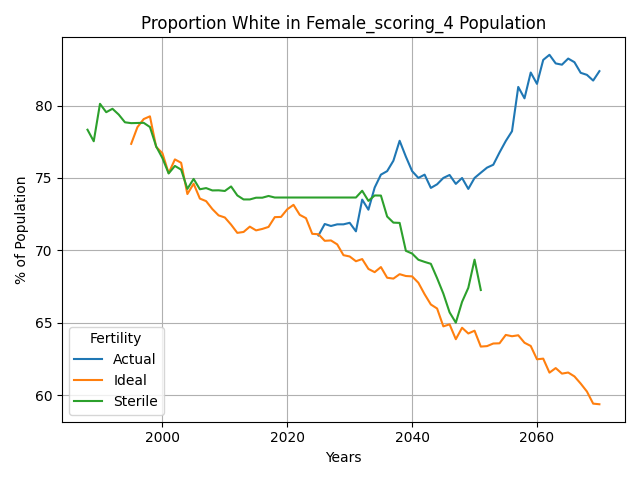 Proportion White in Female_scoring_4 Population
% of Population
80
75
70
65
60
Fertility
Actual
Ideal
Sterile
2000
2020
2040
2060
Years